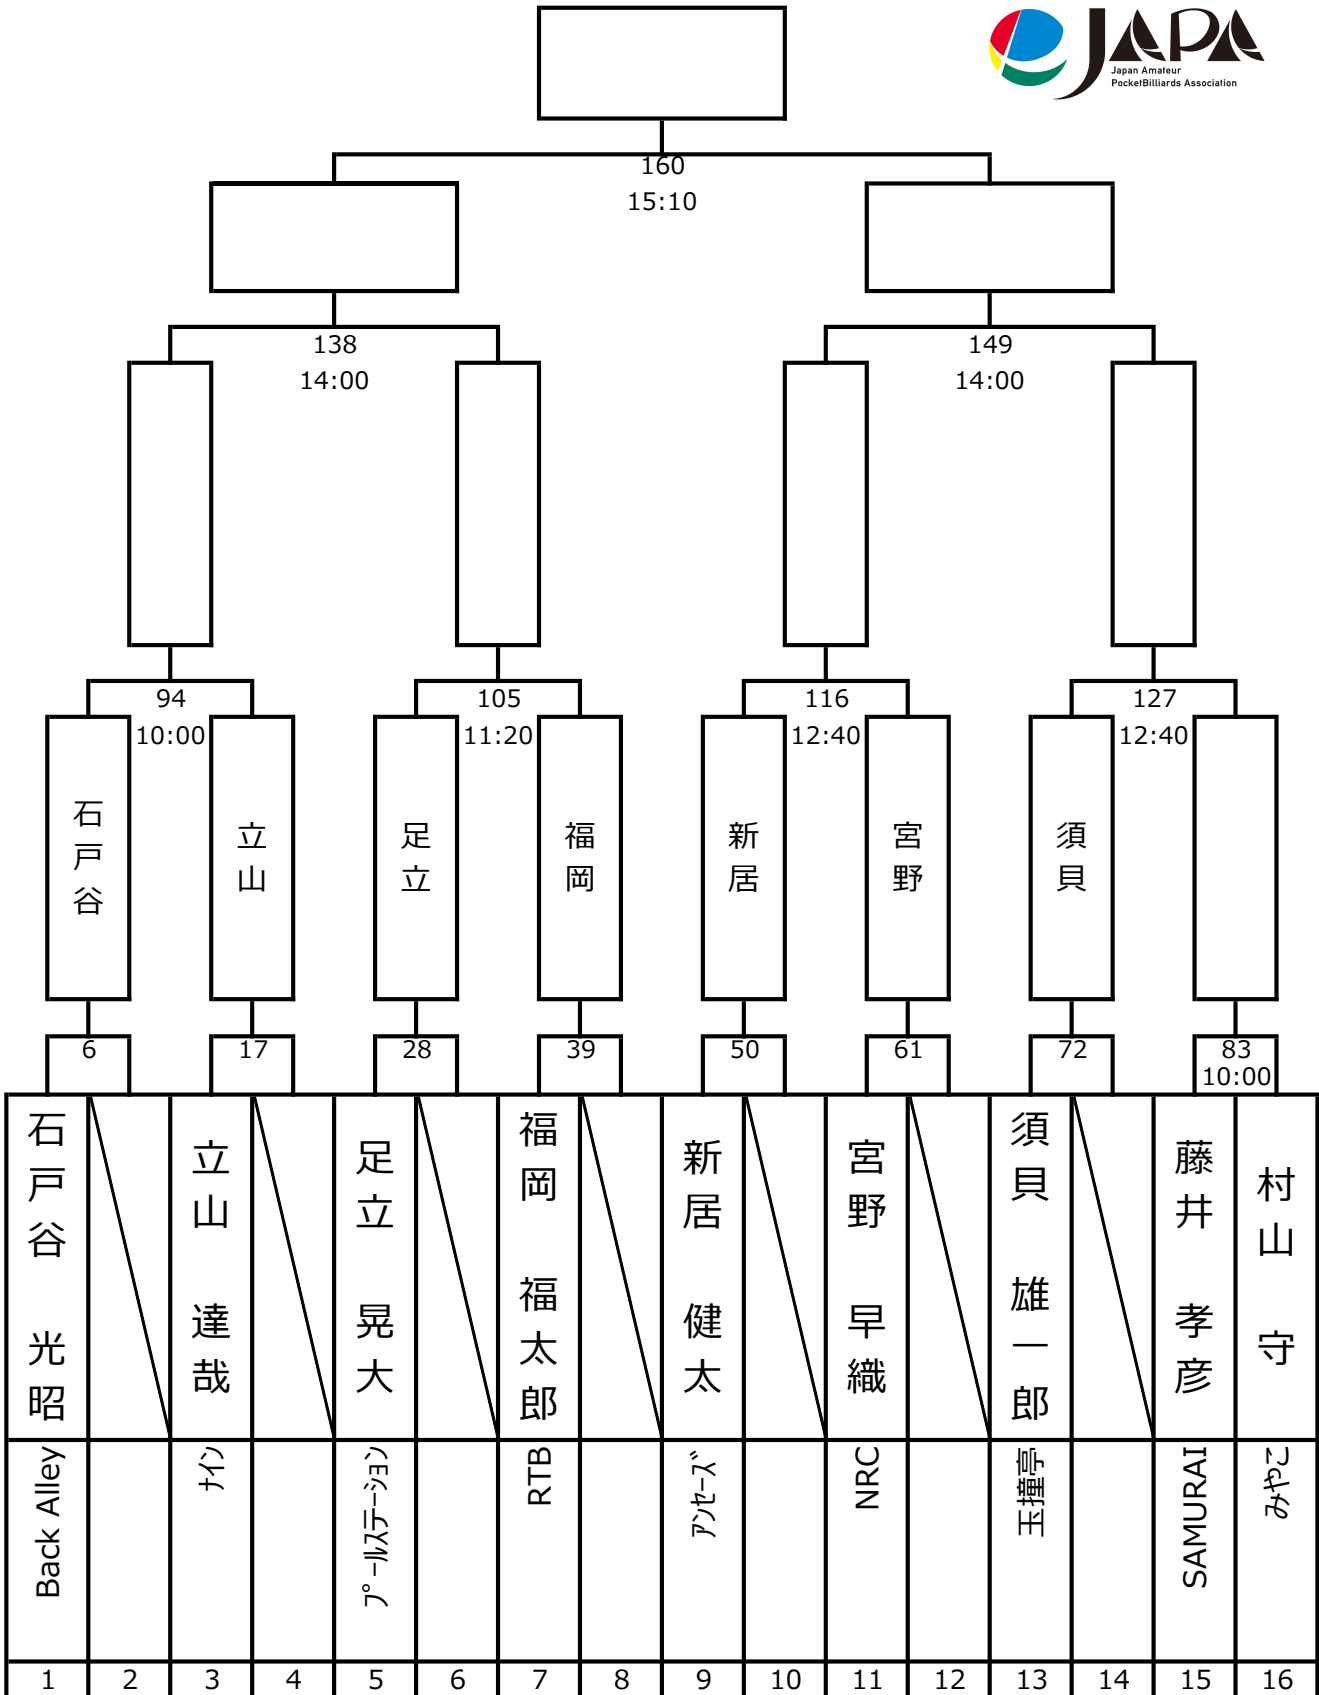 JAPA
Japan Amateur
PocketBilliards Association
160
15:10
138
14:00
149
14:00
94
10:00
105
11:20
116
12:40
127
12:40
石戸谷
立山
足立
福岡
新居
宮野
須貝
6
17
28
39
50
61
72
83
10:00
石戸谷 光昭
立山 達哉
足立 晃大
福岡 福太郎
新居 健太
宮野 早織
須貝 雄一郎
藤井 孝彦
村山 守
Back Alley
ﾅｲﾝ
ﾌﾟｰﾙｽﾃｰｼｮﾝ
RTB
ｱﾝｾｰｽﾞ
NRC
玉撞亭
SAMURAI
みやこ
1 2 3 4 5 6 7 8 9 10 11 12 13 14 15 16